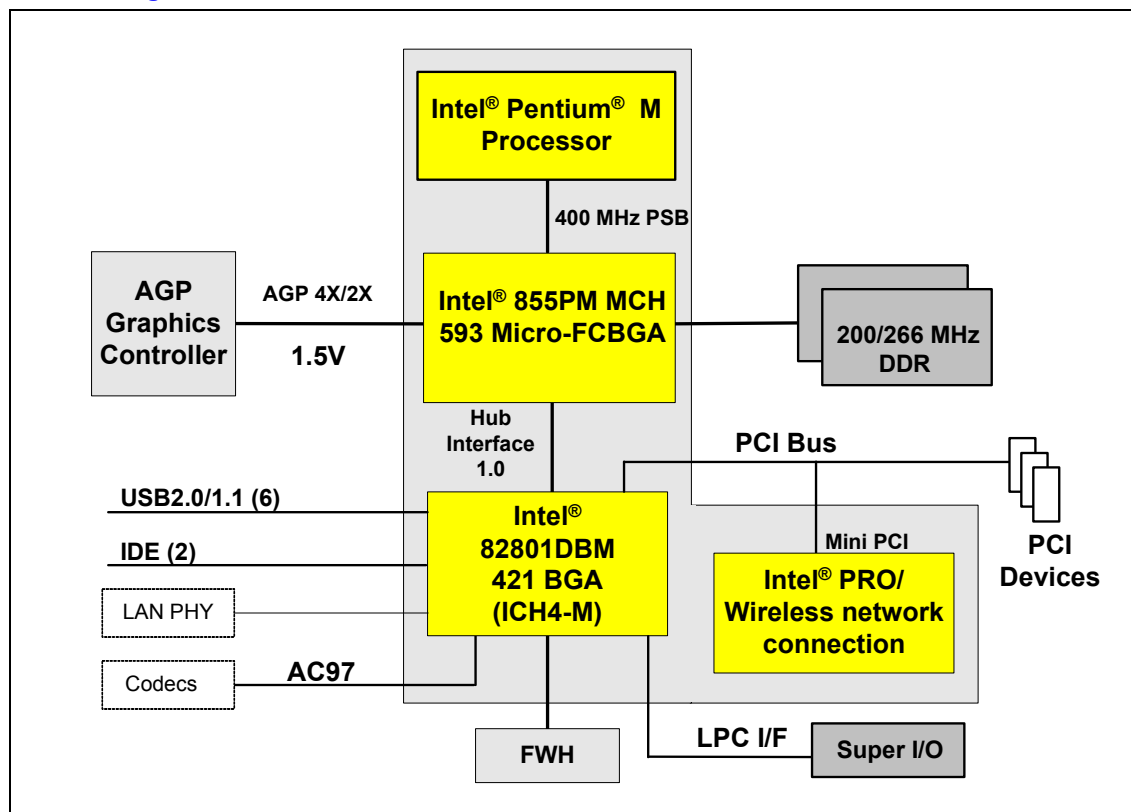 Intel® Pentium® M
Processor
400 MHz PSB
AGP
Graphics
Controller
AGP 4X/2X
1.5V
Intel® 855PM MCH
593 Micro-FCBGA
200/266 MHz
DDR
Hub
Interface
1.0
PCI Bus
USB2.0/1.1 (6)
IDE (2)
LAN PHY
Codecs
AC97
Intel®
82801DBM
421 BGA
(ICH4-M)
Mini PCI
Intel® PRO/
Wireless network
connection
PCI
Devices
FWH
LPC I/F
Super I/O